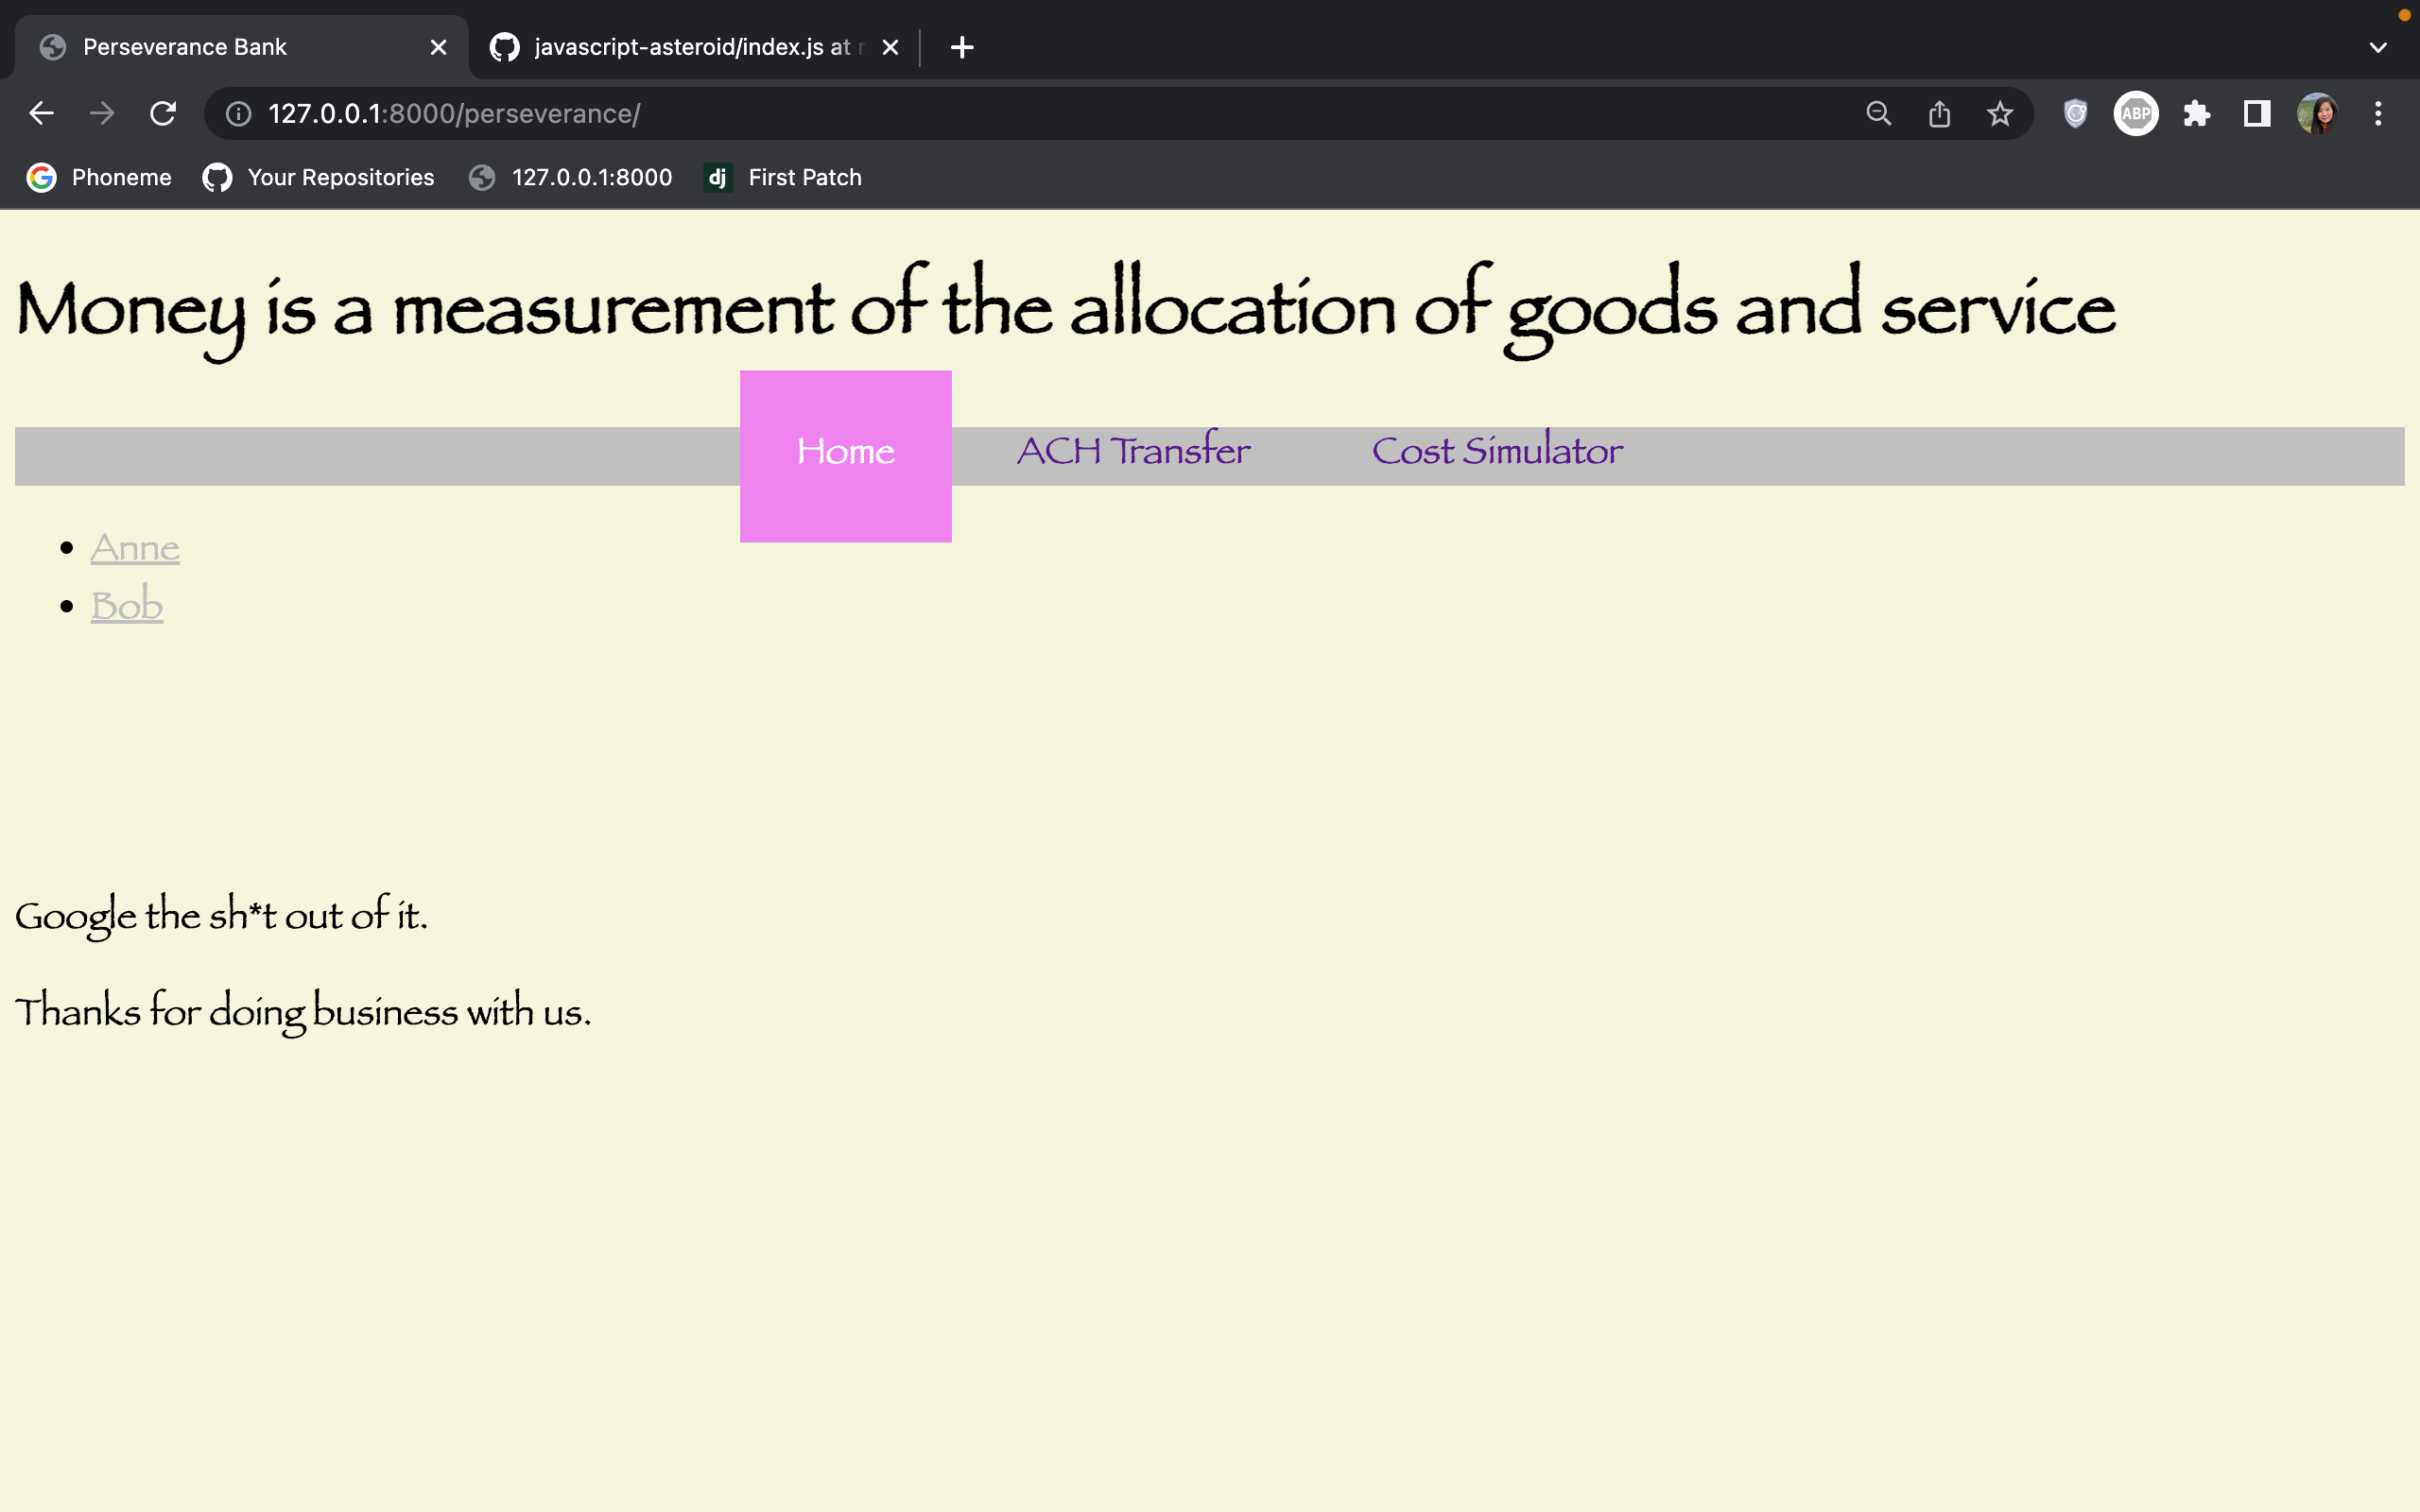 Perseverance Bank
javascript-asteroid/index.js at
127.0.0.1:8000/perseverance/
ABP
Phoneme
Your Repositories
127.0.0.1:8000
dj
First Patch
Money is a measurement of the allocation of goods and service
Home ACH Transfer Cost Simulator
Anne
Bob
Google the sh*t out of it.
Thanks for doing business with us.